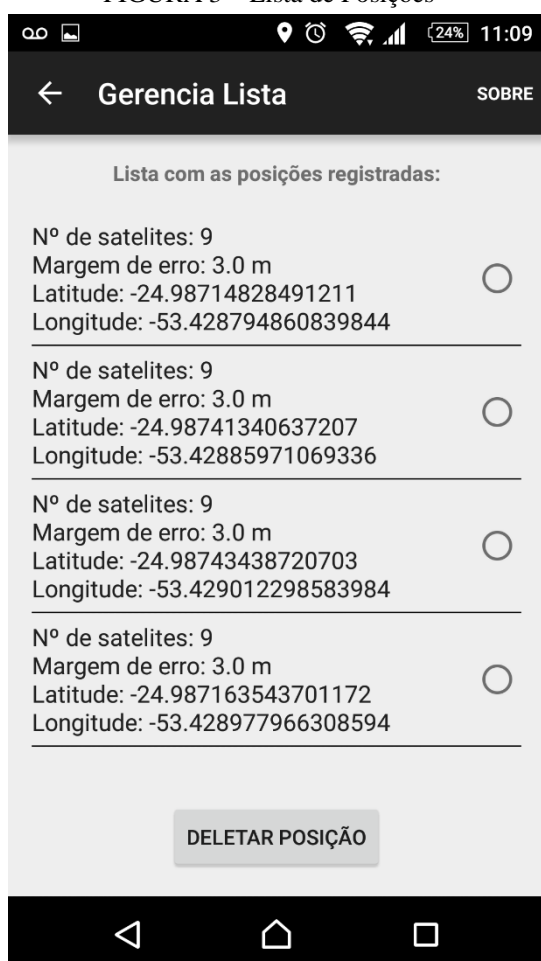 FIGURA 3 – Lista de Posições
24% 11:09
Gerencia Lista SOBRE
Lista com as posições registradas:
Nº de satelites: 9
Margem de erro: 3.0 m
Latitude: -24.98714828491211
Longitude: -53.428794860839844
Nº de satelites: 9
Margem de erro: 3.0 m
Latitude: -24.98741340637207
Longitude: -53.42885971069336
Nº de satelites: 9
Margem de erro: 3.0 m
Latitude: -24.98743438720703
Longitude: -53.429012298583984
Nº de satelites: 9
Margem de erro: 3.0 m
Latitude: -24.987163543701172
Longitude: -53.428977966308594
DELETAR POSIÇÃO